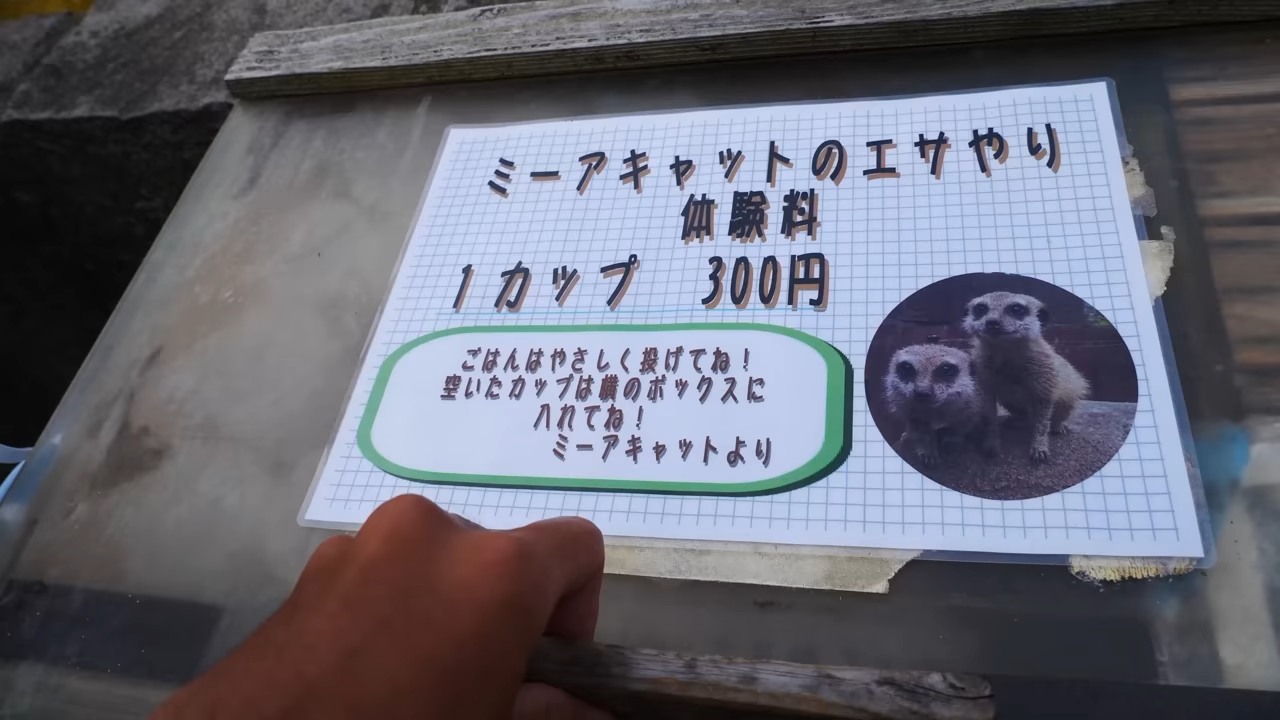 ミーアキャットのエサやり
体験料
1カップ 300円
ごはんはやさしく投げてね!
空いたカップは横のボックスに
入れてね!
ミーアキャットより